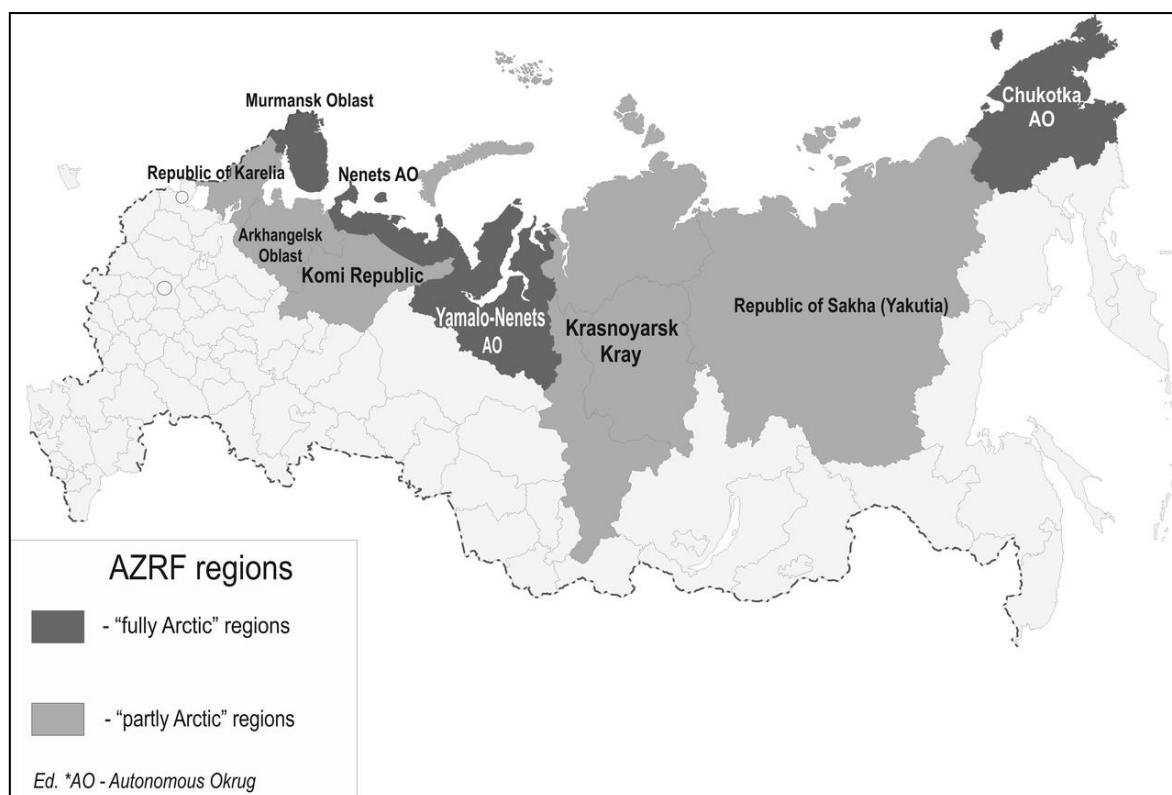 Murmansk Oblast
Chukotka
AO
Republic of Karelia
Nenets AO
Arkhangelsk
Oblast
Komi Republic
Yamalo-Nenets
AO
Krasnoyarsk
Kray
Republic of Sakha (Yakutia)
AZRF regions
- “fully Arctic” regions
- “partly Arctic” regions
Ed. *AO - Autonomous Okrug